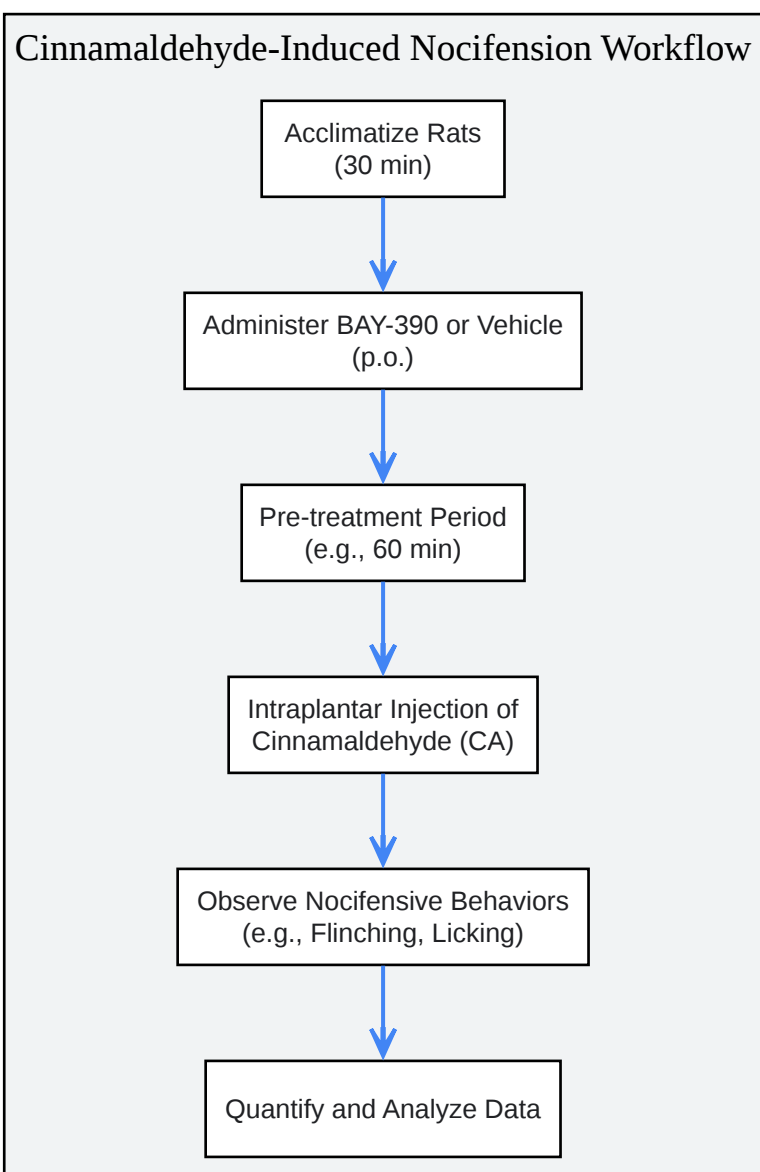 Cinnamaldehyde-Induced Nocifension Workflow
Acclimatize Rats
(30 min)
Administer BAY-390 or Vehicle
(p.o.)
Pre-treatment Period
(e.g., 60 min)
Intraplantar Injection of
Cinnamaldehyde (CA)
Observe Nocifensive Behaviors
(e.g., Flinching, Licking)
Quantify and Analyze Data